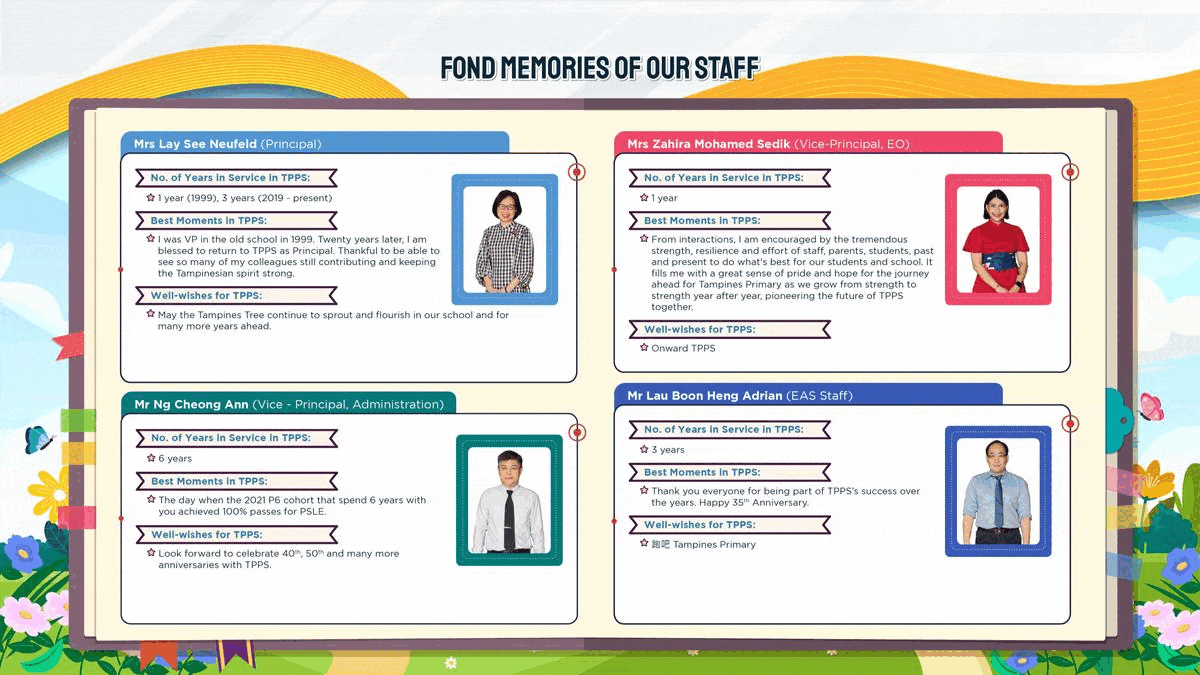 FOND MEMORIES OF OUR STAFF
Mrs Lay See Neufeld (Principal)
No. of Years in Service in TPPS:
1 year (1999), 3 years (2019 - present)
Best Moments in TPPS:
I was VP in the old school in 1999. Twenty years later, I am
blessed to return to TPPS as Principal. Thankful to be able to
see so many of my colleagues still contributing and keeping
the Tampinesian spirit strong.
Well-wishes for TPPS:
May the Tampines Tree continue to sprout and flourish in our school and for
many more years ahead.
Mr Ng Cheong Ann (Vice - Principal, Administration)
No. of Years in Service in TPPS:
6 years
Best Moments in TPPS:
The day when the 2021 P6 cohort that spend 6 years with
you achieved 100% passes for PSLE.
Well-wishes for TPPS:
Look forward to celebrate 40th, 50th and many more
anniversaries with TPPS.
Mrs Zahira Mohamed Sedik (Vice-Principal, EO)
No. of Years in Service in TPPS:
1 year
Best Moments in TPPS:
From interactions, I am encouraged by the tremendous
strength, resilience and effort of staff, parents, students, past
and present to do what's best for our students and school. It
fills me with a great sense of pride and hope for the journey
ahead for Tampines Primary as we grow from strength to
strength year after year, pioneering the future of TPPS
together.
Well-wishes for TPPS:
Onward TPPS
Mr Lau Boon Heng Adrian (EAS Staff)
No. of Years in Service in TPPS:
3 years
Best Moments in TPPS:
Thank you everyone for being part of TPPS's success over
the years. Happy 35th Anniversary.
Well-wishes for TPPS:
跑吧 Tampines Primary